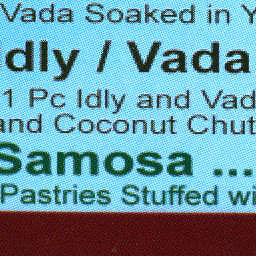 Vada Soaked in Y
dly / Vada
1 Pc Idly and Vad
and Coconut Chut
Samosa ...
Pastries Stuffed wi